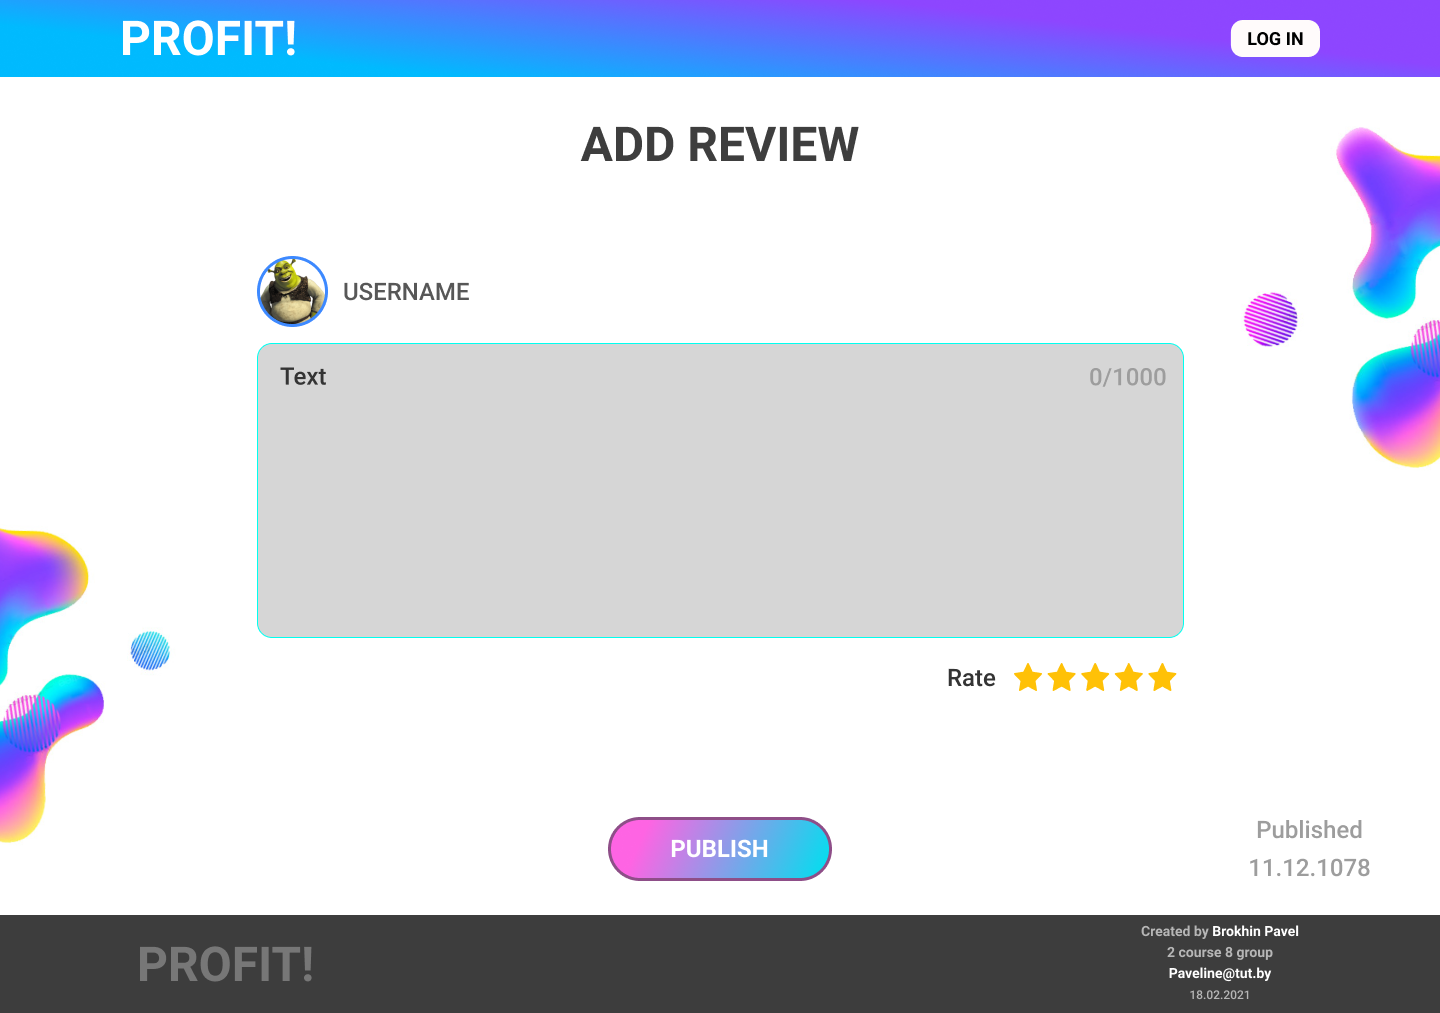 PROFIT!
LOG IN
ADD REVIEW
USERNAME
Text
0/1000
Rate
PUBLISH
Published
11.12.1078
PROFIT!
Created by Brokhin Pavel
2 course 8 group
Paveline@tut.by
18.02.2021